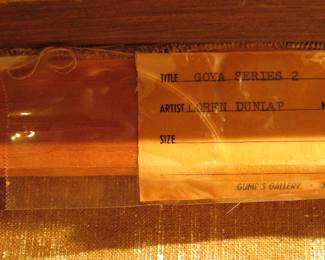 TITLE GOYA SERIES 2
ARTIST LOREN DUNLAP
SIZE
GUMP'S GALLERY